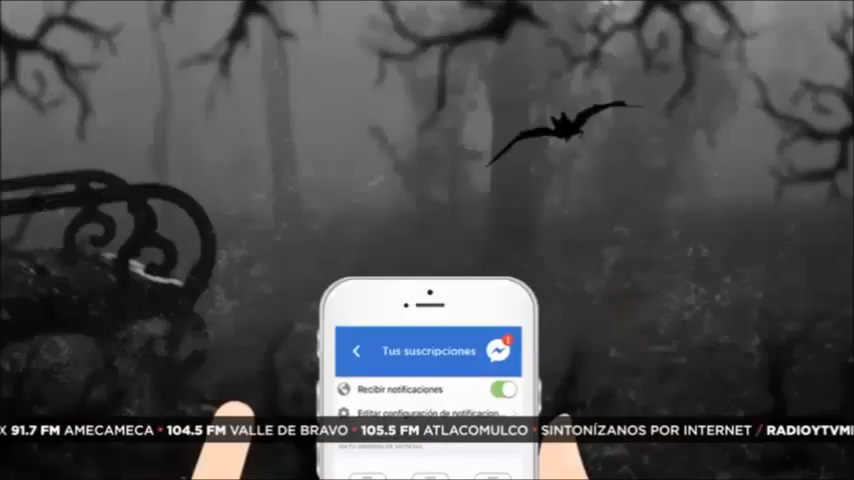 Tus suscripciones
1
Recibir notificaciones
Editar configuración de notificacion...
X 91.7 FM AMECAMECA • 104.5 FM VALLE DE BRAVO • 105.5 FM ATLACOMULCO • SINTONÍZANOS POR INTERNET / RADIOYTVMI